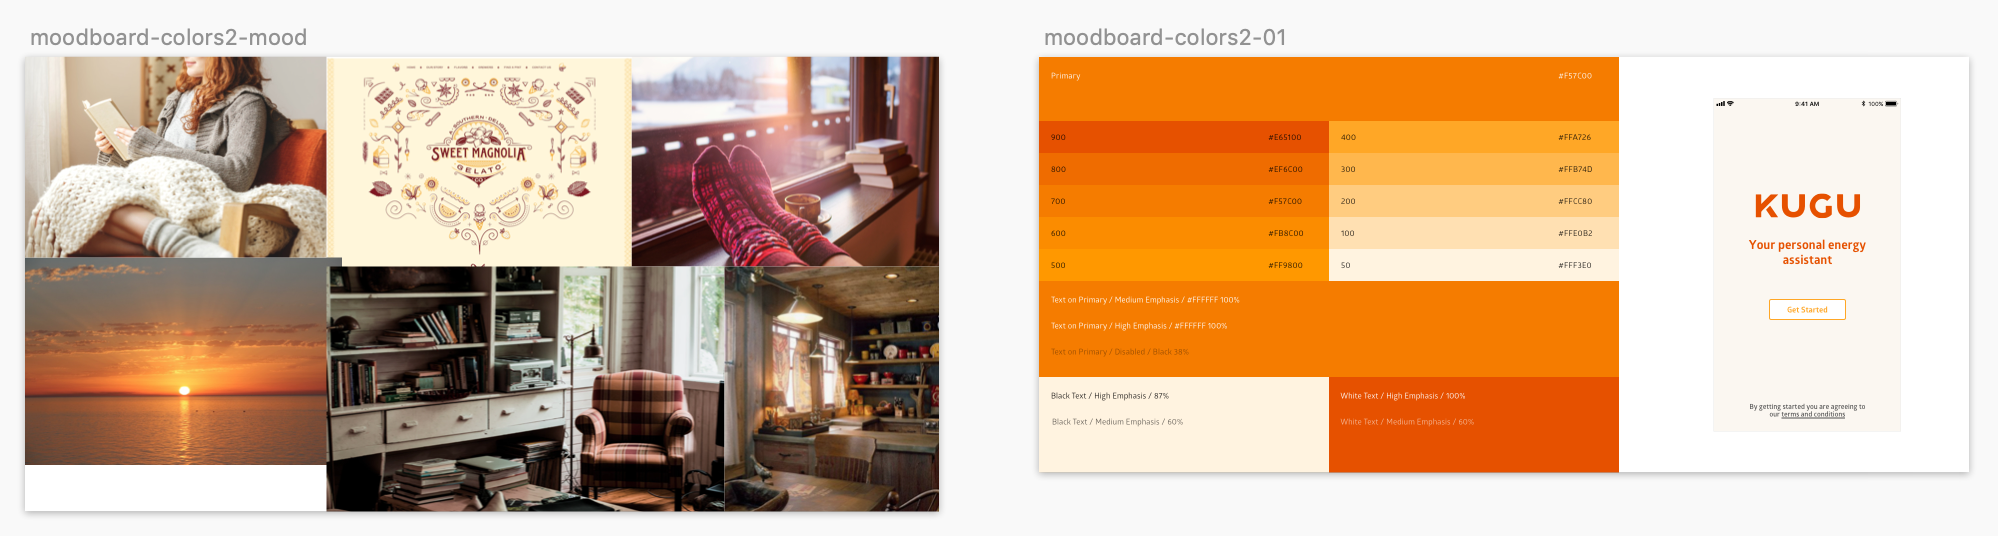 moodboard-colors2-mood
A SOUTHERN DELIGHT
SWEET MAGNOLIA
GELATO
CO
moodboard-colors2-01
Primary #F57C00
900 #E65100 400 #FFA726
800 #EF6C00 300 #FFB74D
700 #F57C00 200 #FFCC80
600 #FB8C00 100 #FFE0B2
500 #FF9800 50 #FFF3E0
Text on Primary / Medium Emphasis / #FFFFFF 100%
Text on Primary / High Emphasis / #FFFFFF 100%
Text on Primary / Disabled / Black 38%
Black Text / High Emphasis / 87%
Black Text / Medium Emphasis / 60%
White Text / High Emphasis / 100%
White Text / Medium Emphasis / 60%
9:41 AM 100%
KUGU
Your personal energy
assistant
Get Started
By getting started you are agreeing to
our terms and conditions